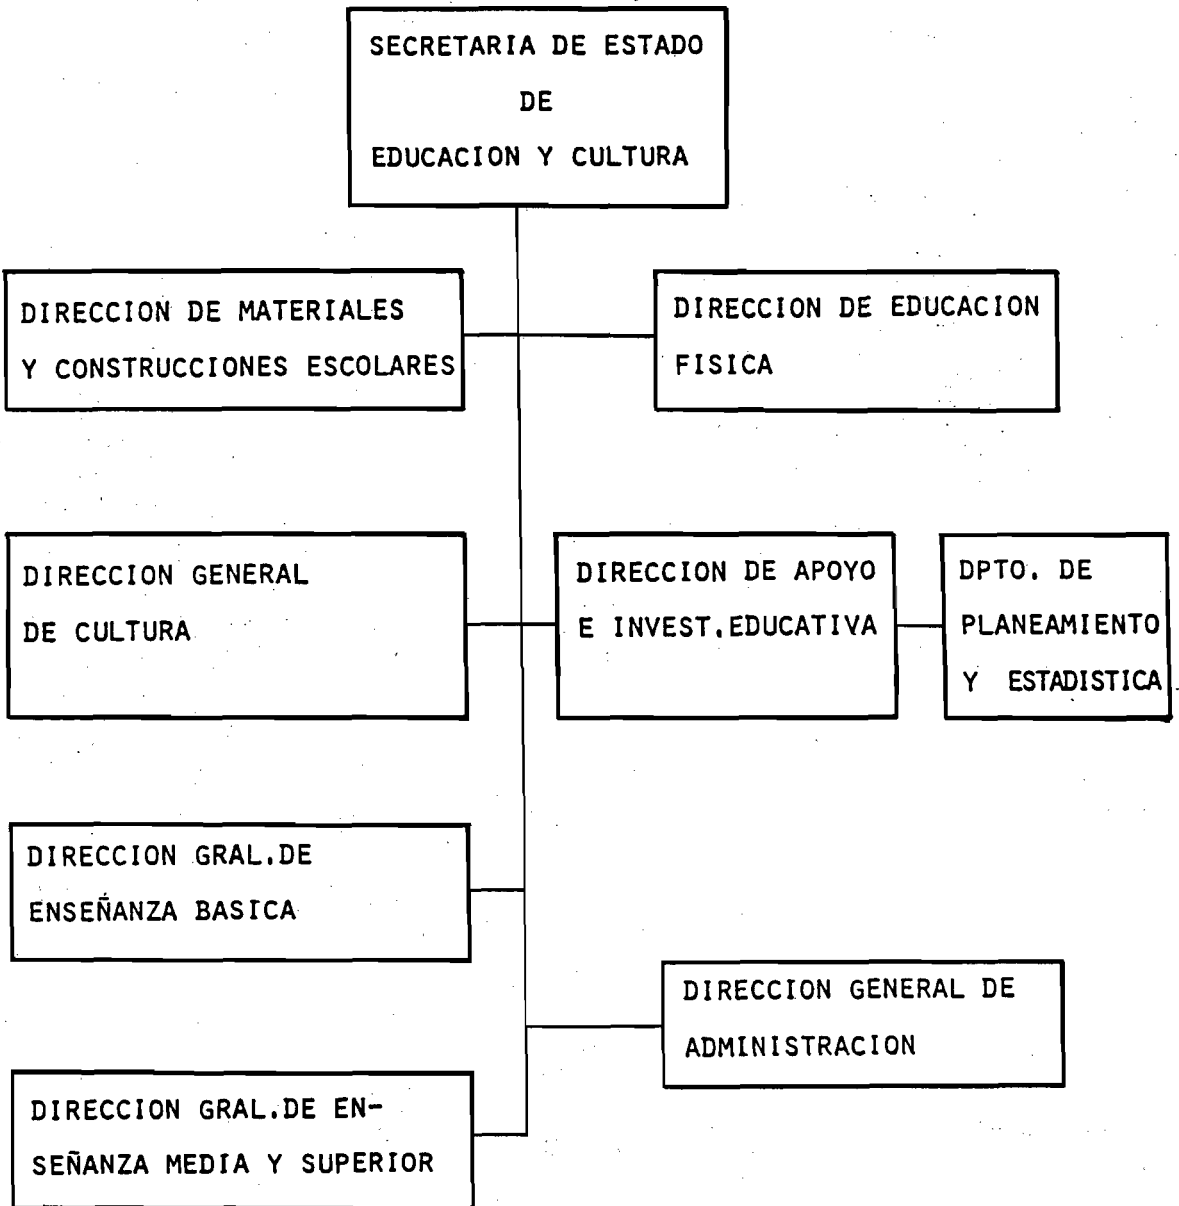 SECRETARIA DE ESTADO
DE
EDUCACION Y CULTURA
DIRECCION DE MATERIALES
Y CONSTRUCCIONES ESCOLARES
DIRECCION DE EDUCACION
FISICA
DIRECCION GENERAL
DE CULTURA
DIRECCION DE APOYO
E INVEST.EDUCATIVA
DPTO. DE
PLANEAMIENTO
Y ESTADISTICA
DIRECCION GRAL.DE
ENSEÑANZA BASICA
DIRECCION GENERAL DE
ADMINISTRACION
DIRECCION GRAL.DE EN-
SEÑANZA MEDIA Y SUPERIOR